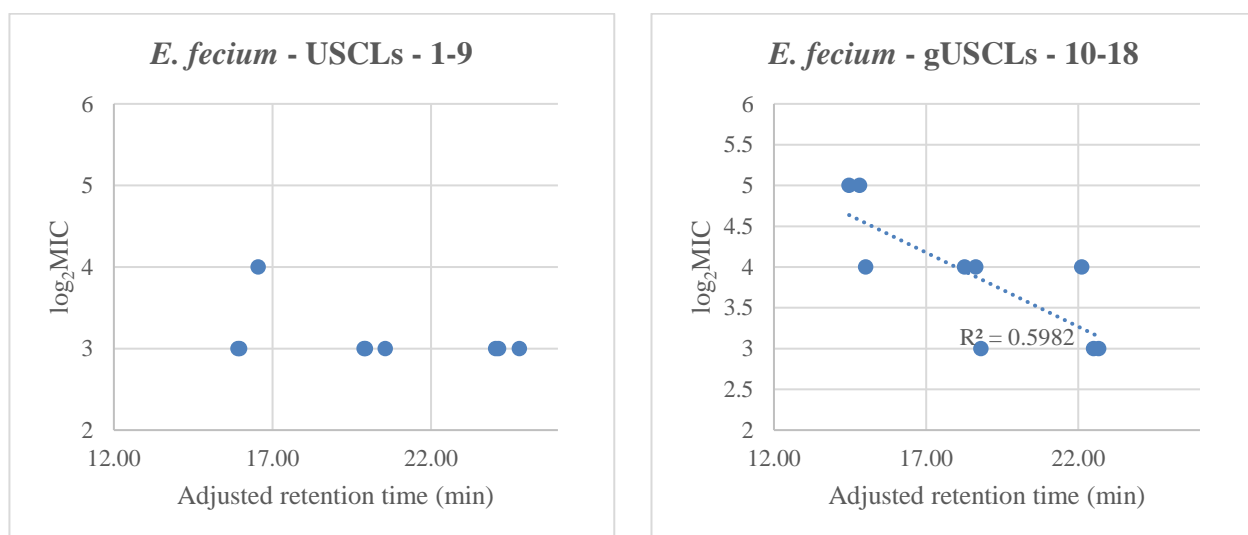 E. fecium - USCLs - 1-9
6
5
4
3
2
log₂MIC
12.00 17.00 22.00
Adjusted retention time (min)
E. fecium - gUSCLs - 10-18
6
5.5
5
4.5
4
3.5
3
2.5
2
log₂MIC
R² = 0.5982
12.00 17.00 22.00
Adjusted retention time (min)